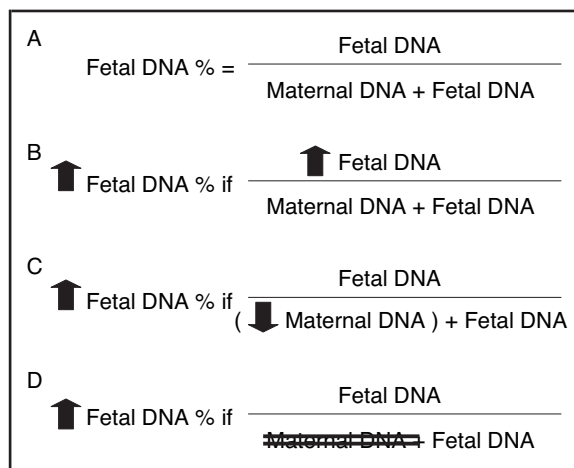 A
Fetal DNA
Fetal DNA % =
Maternal DNA + Fetal DNA
B
Fetal DNA
Fetal DNA % if
Maternal DNA + Fetal DNA
C
Fetal DNA
Fetal DNA % if
( Maternal DNA ) + Fetal DNA
D
Fetal DNA
Fetal DNA % if
Maternal DNA + Fetal DNA